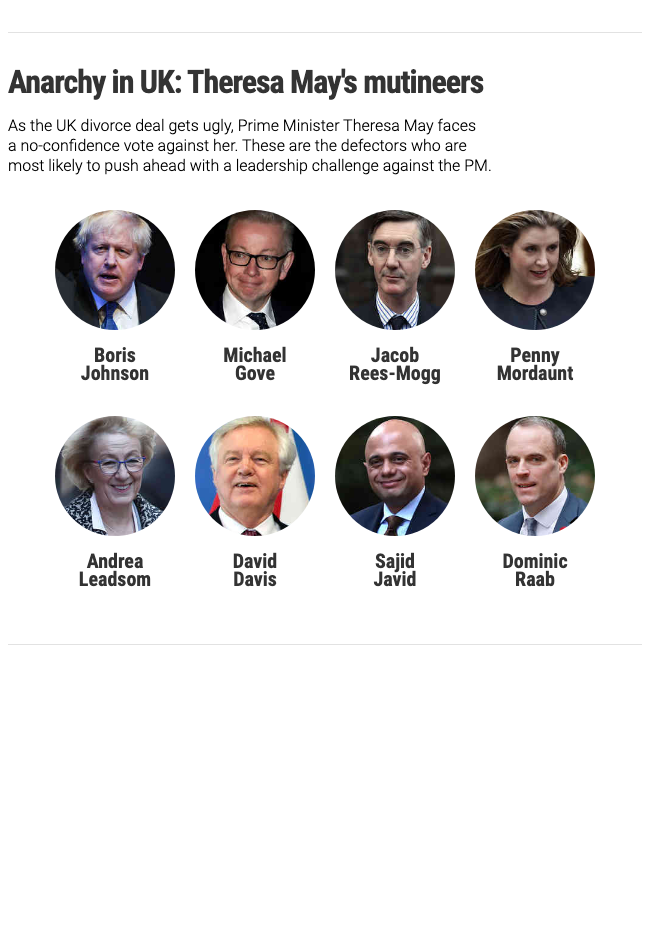 Anarchy in UK: Theresa May's mutineers
As the UK divorce deal gets ugly, Prime Minister Theresa May faces
a no-confidence vote against her. These are the defectors who are
most likely to push ahead with a leadership challenge against the PM.
Boris
Johnson
Michael
Gove
Jacob
Rees-Mogg
Penny
Mordaunt
Andrea
Leadsom
David
Davis
Sajid
Javid
Dominic
Raab